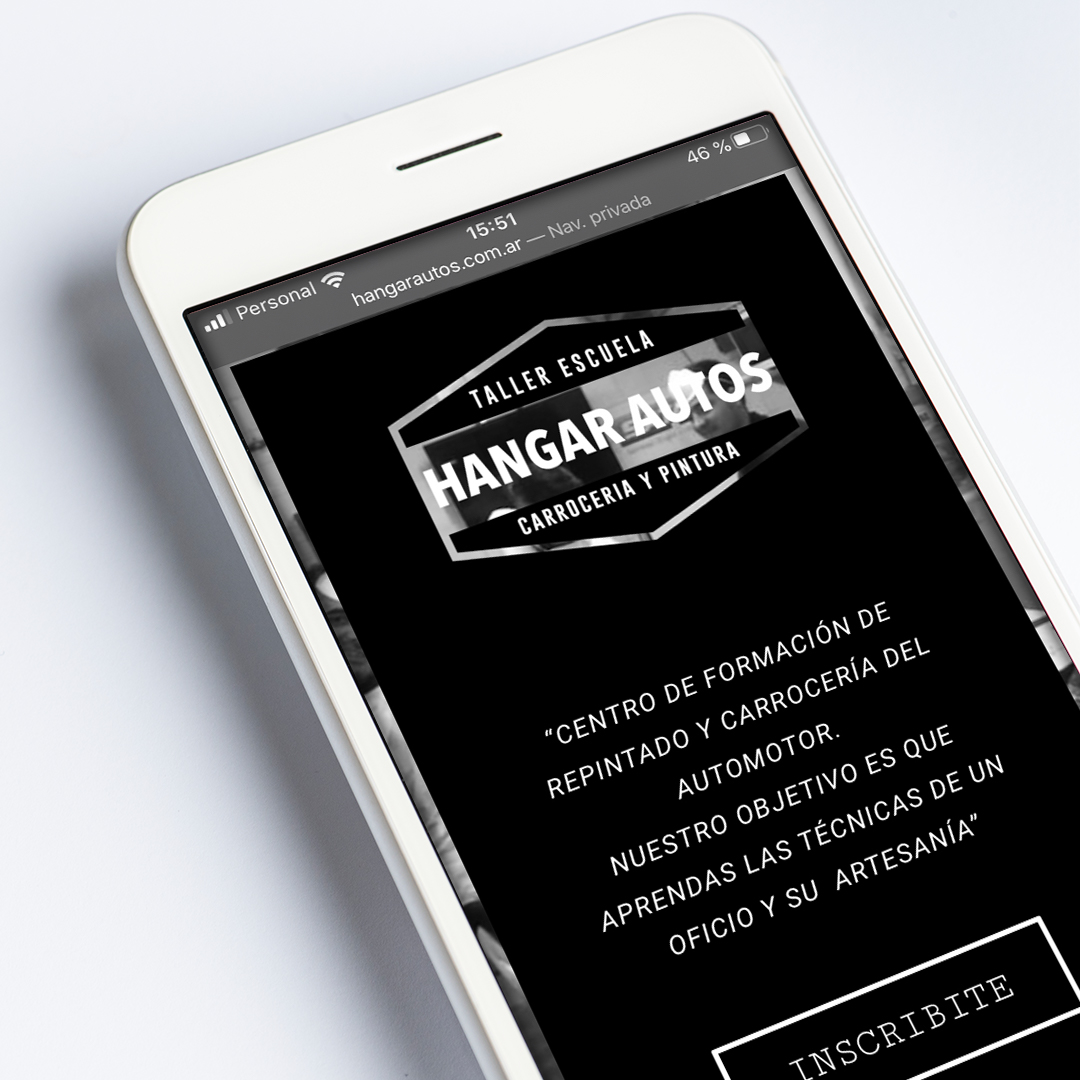 Personal 15:51 46 %
hangarautos.com.ar — Nav. privada
TALLER ESCUELA
HANGAR AUTOS
CARROCERIA Y PINTURA
“CENTRO DE FORMACIÓN DE
REPINTADO Y CARROCERÍA DEL
AUTOMOTOR.
NUESTRO OBJETIVO ES QUE
APRENDAS LAS TÉCNICAS DE UN
OFICIO Y SU ARTESANÍA”
INSCRIBITE